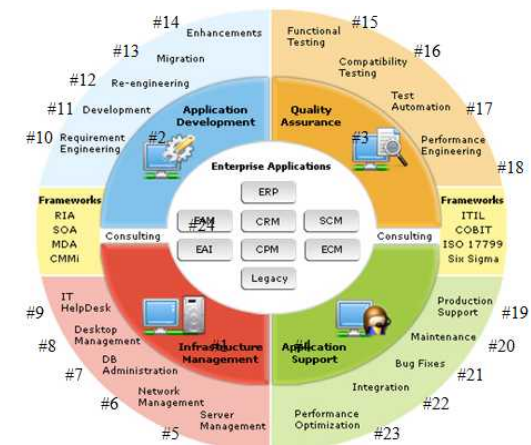 #14
Enhancements
#13
Migration
#12
Re-engineering
#11
Development
#10
Requirement
Engineering
Application
Development
#2
#15
Functional
Testing
#16
Compatibility
Testing
Test
Automation
#17
Performance
Engineering
#18
Quality
Assurance
#3
Enterprise Applications
ERP
EAM
CRM
SCM
#24
EAI
CPM
ECM
Legacy
Frameworks
RIA
SOA
MDA
CMMi
Consulting
Consulting
Frameworks
ITIL
COBIT
ISO 17799
Six Sigma
#9
IT
HelpDesk
#8
Desktop
Management
#7
DB
Administration
#6
Network
Management
#5
Server
Management
Infrastructure
Management
#1
Application
Support
#4
Production
Support
#19
Maintenance
#20
Bug Fixes
#21
Integration
#22
Performance
Optimization
#23